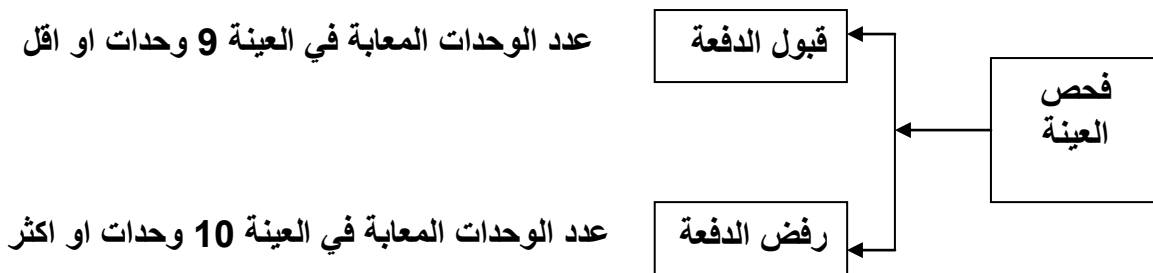 قبول الدفعة
عدد الوحدات المعابة في العينة 9 وحدات او اقل
فحص
العينة
رفض الدفعة
عدد الوحدات المعابة في العينة 10 وحدات او اكثر